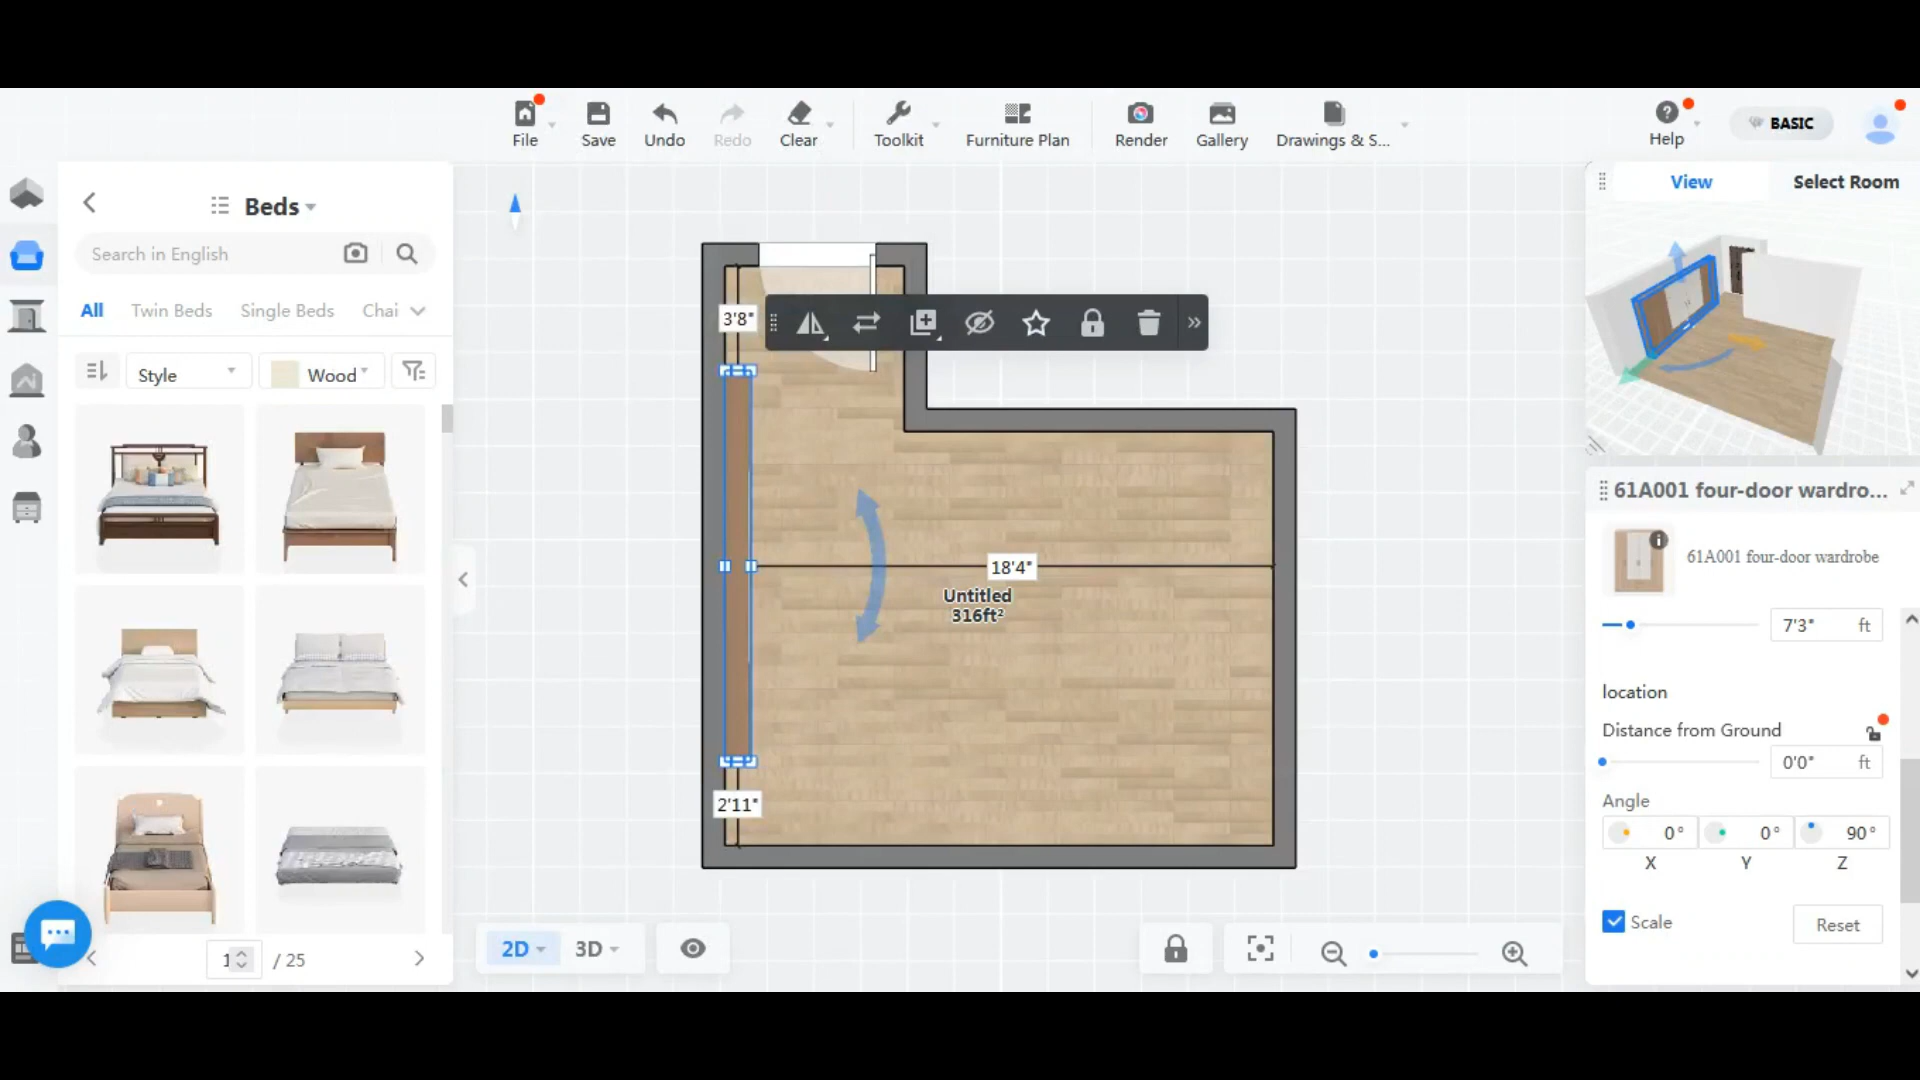 File
Save
Undo
Redo
Clear
Toolkit
Furniture Plan
Render
Gallery
Drawings & S...
Help
BASIC
Beds
Search in English
All
Twin Beds
Single Beds
Chai
Style
Wood
1
/ 25
3'8"
18'4"
Untitled
316ft²
2'11"
2D
3D
View
Select Room
61A001 four-door wardro...
61A001 four-door wardrobe
7'3"
ft
location
Distance from Ground
0'0"
ft
Angle
0°
0°
90°
X
Y
Z
Scale
Reset